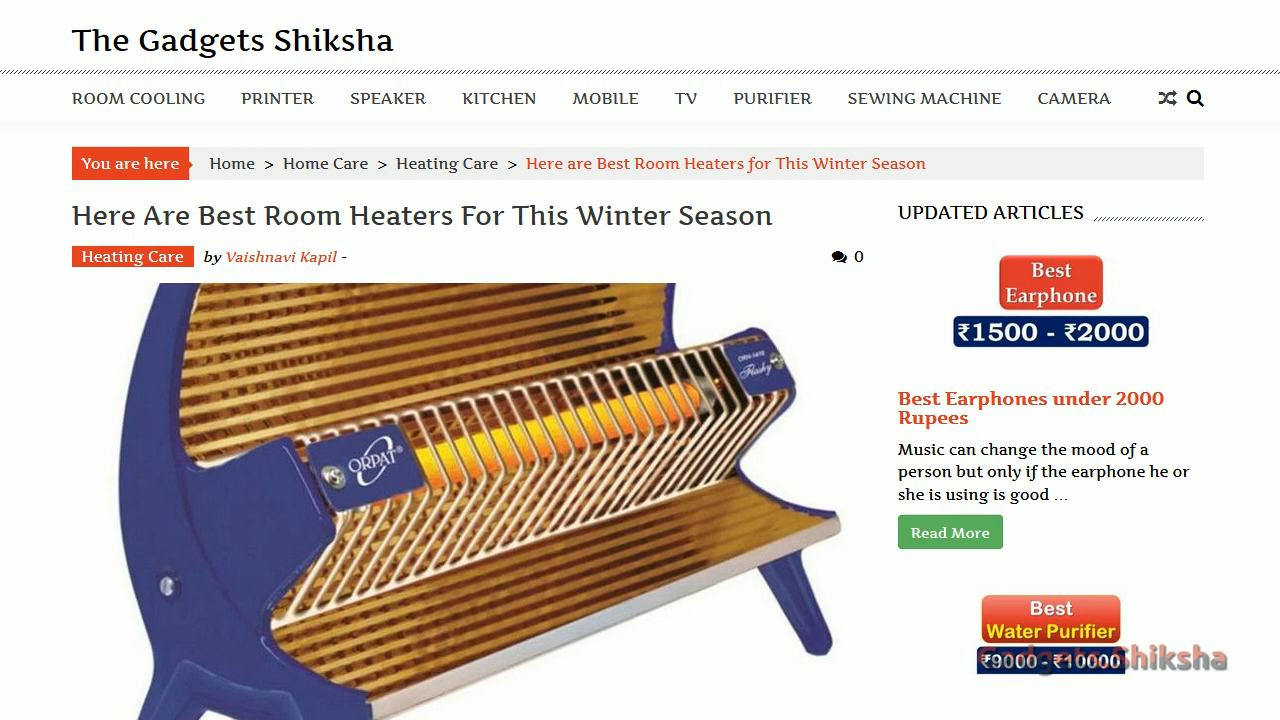 The Gadgets Shiksha
ROOM COOLING PRINTER SPEAKER KITCHEN MOBILE TV PURIFIER SEWING MACHINE CAMERA
You are here Home > Home Care > Heating Care > Here are Best Room Heaters for This Winter Season
Here Are Best Room Heaters For This Winter Season
Heating Care by Vaishnavi Kapil - 0
ORPAT®
ORH-1410
Flashy
UPDATED ARTICLES
Best
Earphone
₹1500 - ₹2000
Best Earphones under 2000
Rupees
Music can change the mood of a
person but only if the earphone he or
she is using is good ...
Read More
Best
Water Purifier
₹9000 - ₹10000
Gadgets Shiksha